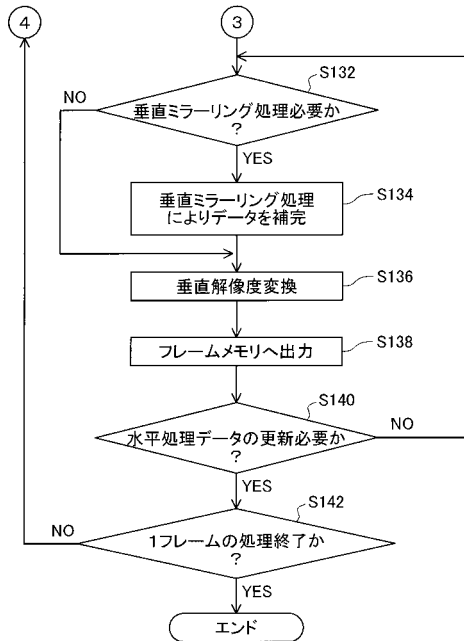 ④
③
S132
NO
垂直ミラーリング処理必要か
?
YES
垂直ミラーリング処理
によりデータを補完
S134
垂直解像度変換
S136
フレームメモリへ出力
S138
S140
水平処理データの更新必要か
?
NO
YES
S142
NO
1フレームの処理終了か
?
YES
エンド